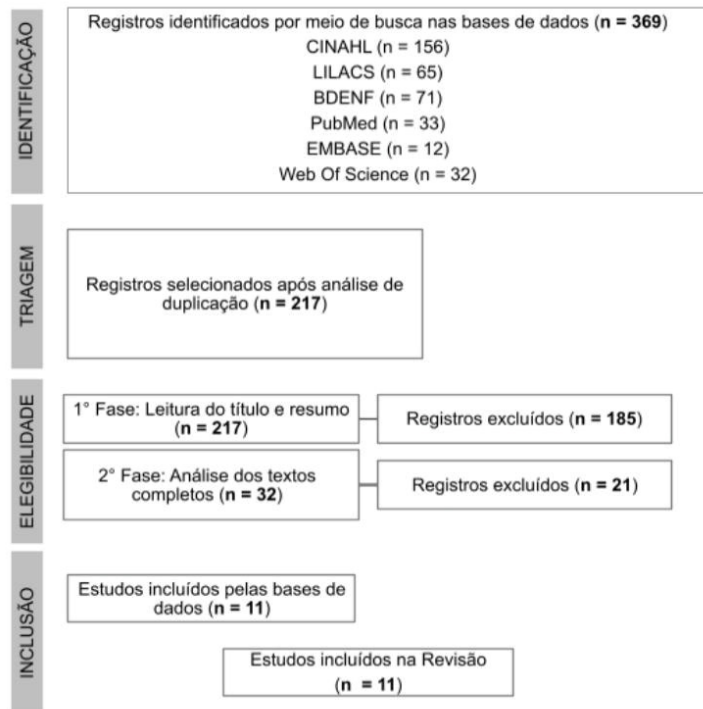 IDENTIFICAÇÃO
Registros identificados por meio de busca nas bases de dados (n = 369)
CINAHL (n = 156)
LILACS (n = 65)
BDENF (n = 71)
PubMed (n = 33)
EMBASE (n = 12)
Web Of Science (n = 32)
TRIAGEM
Registros selecionados após análise de
duplicação (n = 217)
ELEGIBILIDADE
1° Fase: Leitura do título e resumo
(n = 217)
Registros excluídos (n = 185)
2° Fase: Análise dos textos
completos (n = 32)
Registros excluídos (n = 21)
INCLUSÃO
Estudos incluídos pelas bases de
dados (n = 11)
Estudos incluídos na Revisão
(n = 11)